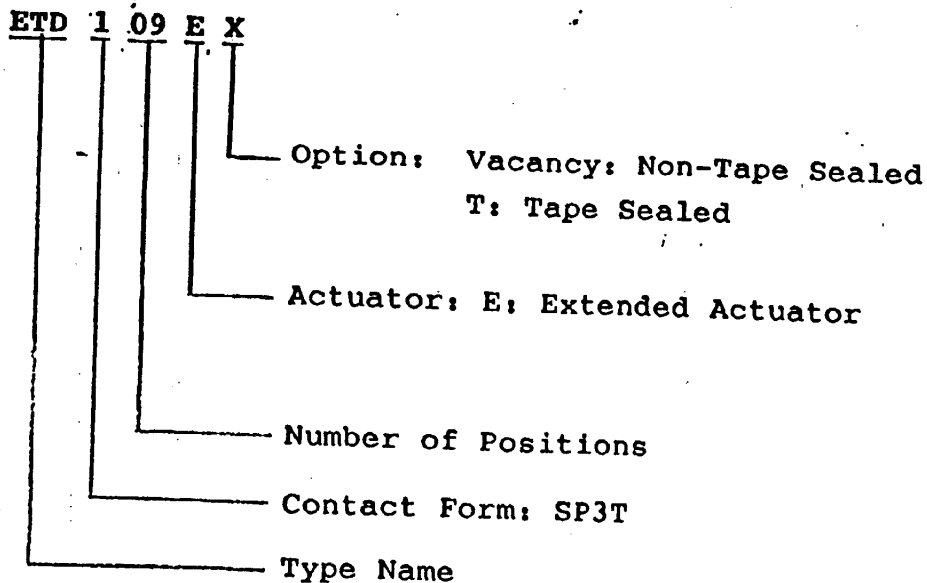 ETD 1 09 E X
Option: Vacancy: Non-Tape Sealed
T: Tape Sealed
Actuator: E: Extended Actuator
Number of Positions
Contact Form: SP3T
Type Name